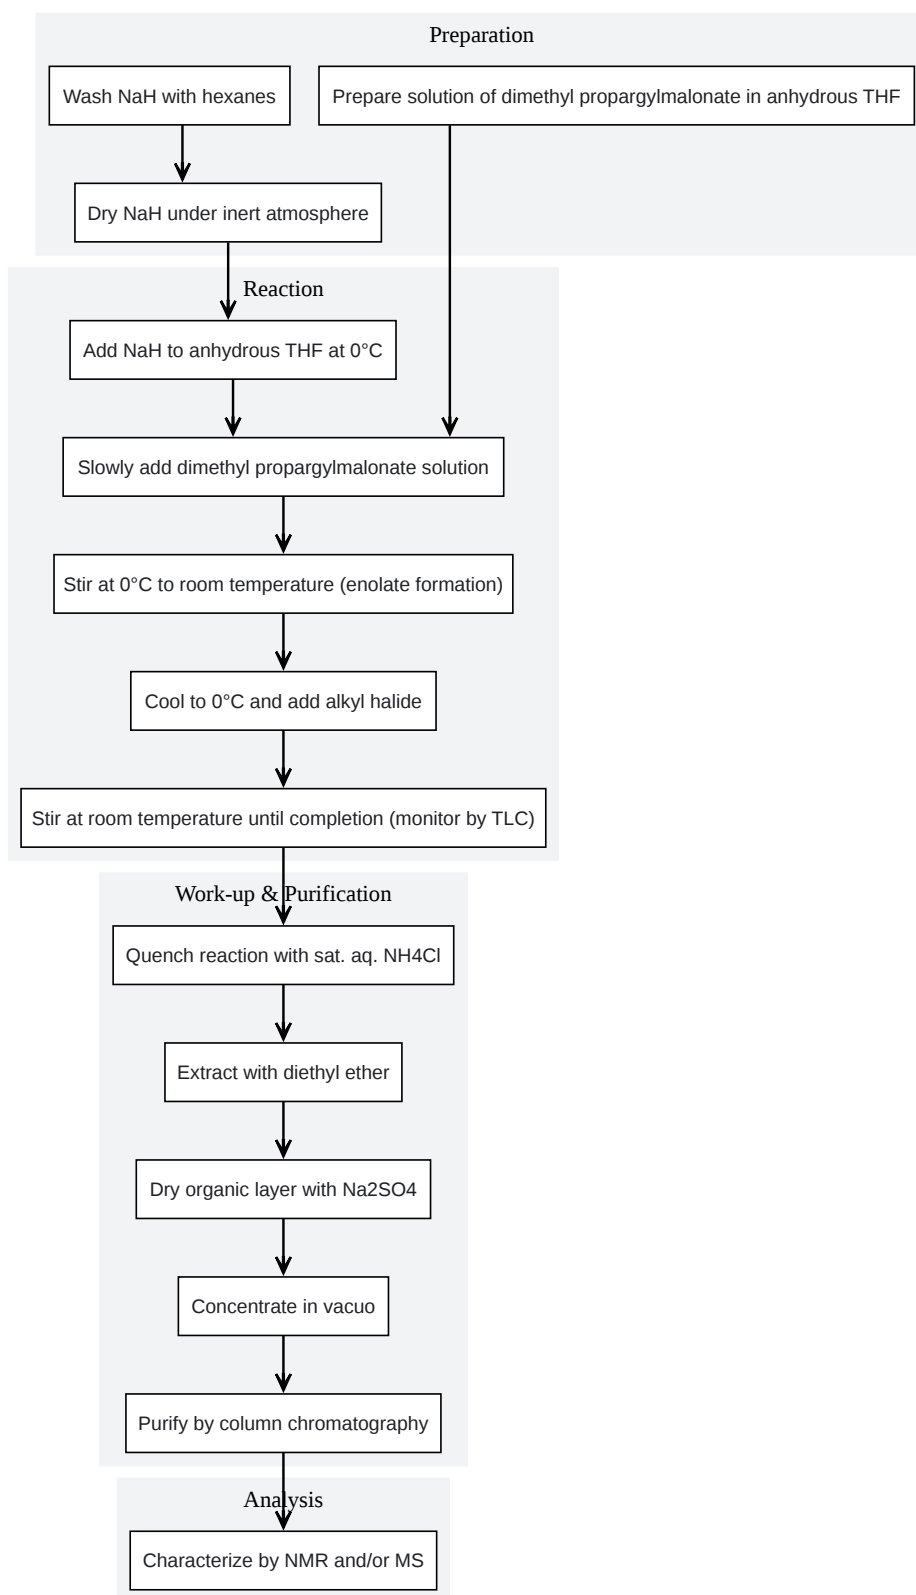 Preparation
Wash NaH with hexanes
Prepare solution of dimethyl propargylmalonate in anhydrous THF
Dry NaH under inert atmosphere
Reaction
Add NaH to anhydrous THF at 0°C
Slowly add dimethyl propargylmalonate solution
Stir at 0°C to room temperature (enolate formation)
Cool to 0°C and add alkyl halide
Stir at room temperature until completion (monitor by TLC)
Work-up & Purification
Quench reaction with sat. aq. NH4Cl
Extract with diethyl ether
Dry organic layer with Na2SO4
Concentrate in vacuo
Purify by column chromatography
Analysis
Characterize by NMR and/or MS